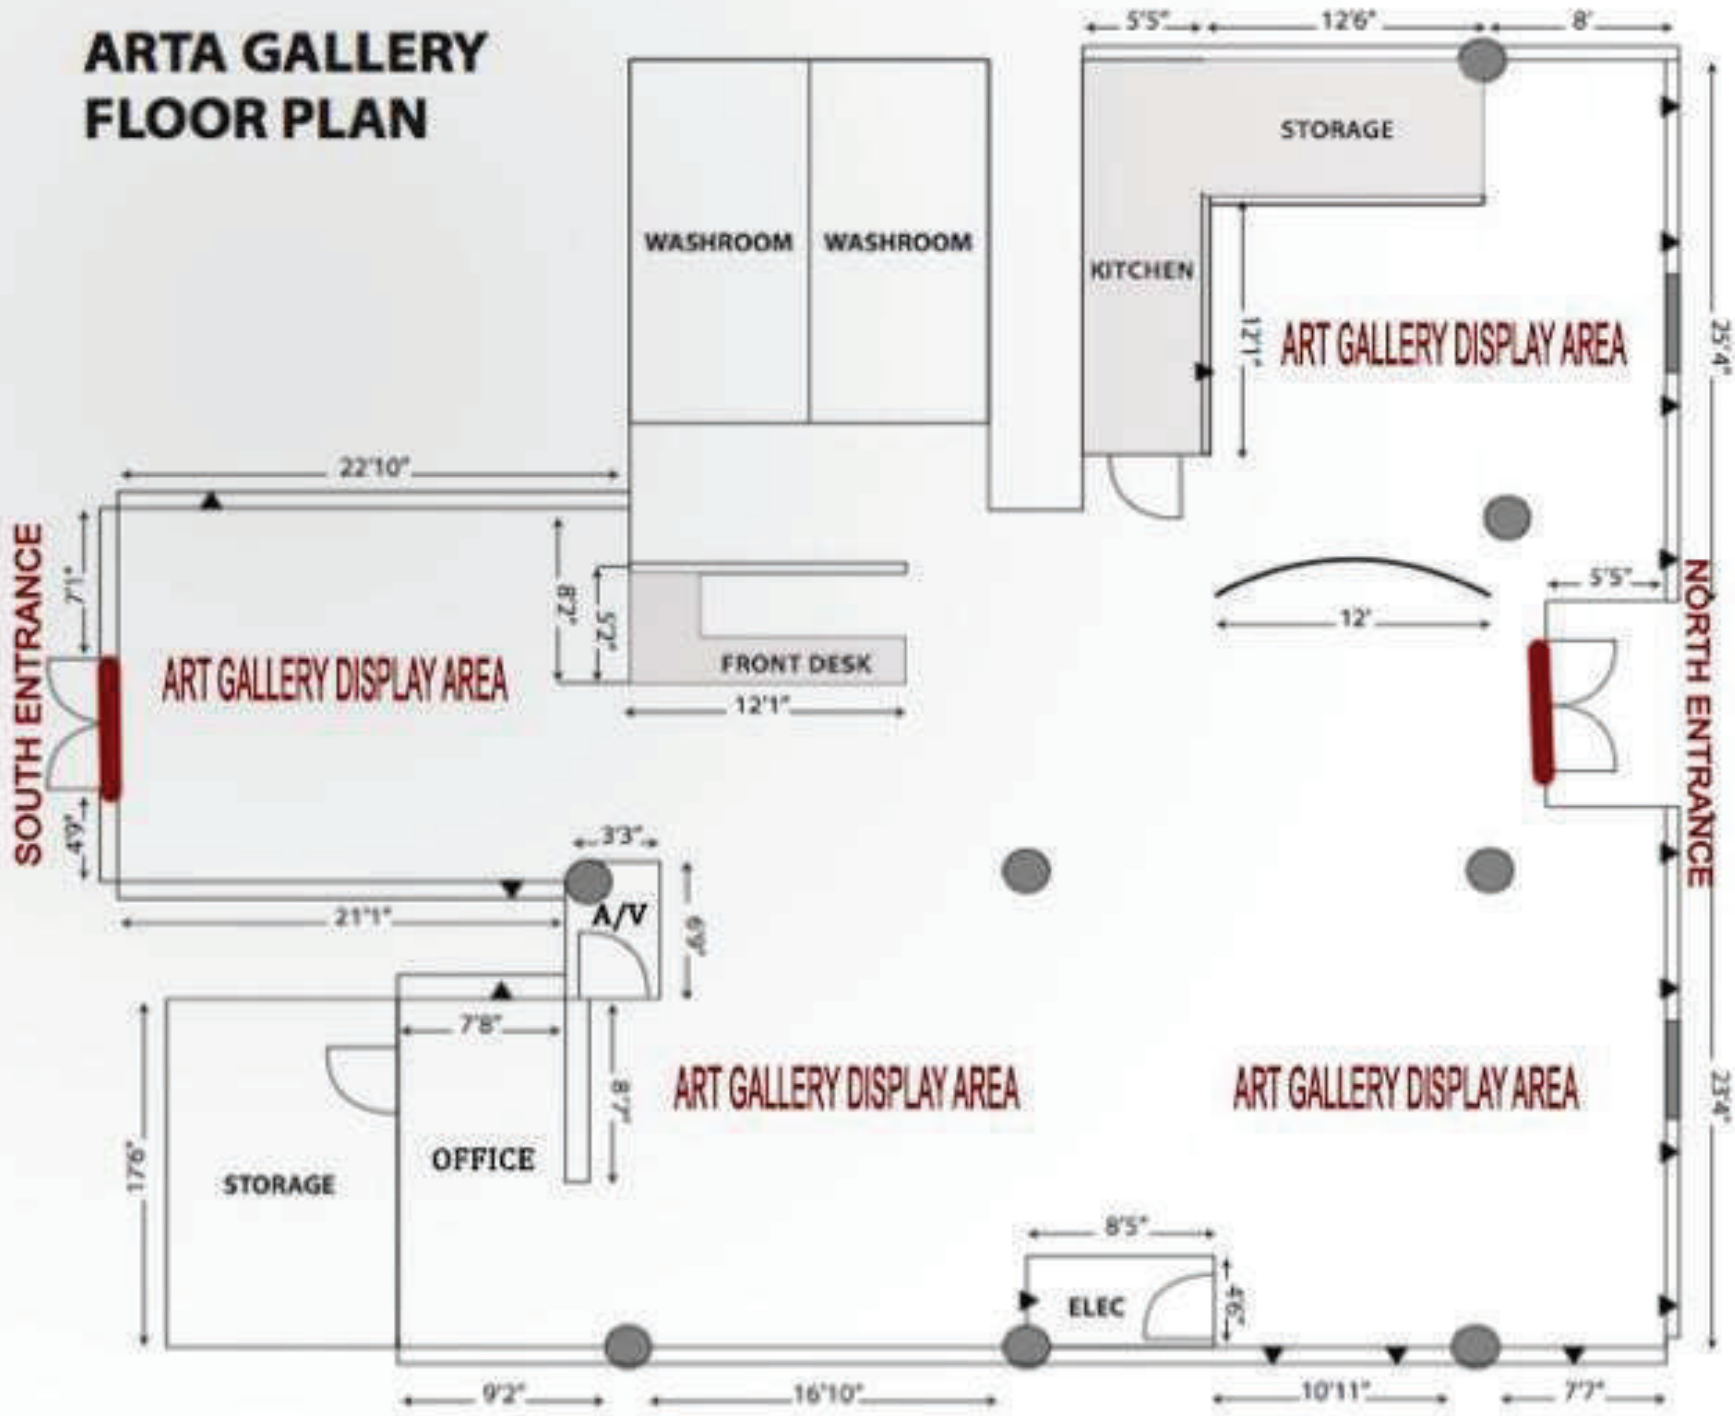 ARTA GALLERY
FLOOR PLAN
5'5"
12'6"
8'
STORAGE
WASHROOM
WASHROOM
KITCHEN
12'1"
ART GALLERY DISPLAY AREA
25'4"
22'10"
SOUTH ENTRANCE
7'1"
8'2"
5'2"
5'5"
NORTH ENTRANCE
12'
FRONT DESK
ART GALLERY DISPLAY AREA
12'1"
4'9"
3'3"
A/V
6'9"
21'1"
7'8"
8'7"
ART GALLERY DISPLAY AREA
ART GALLERY DISPLAY AREA
23'4"
17'6"
OFFICE
STORAGE
8'5"
ELEC
4'6"
9'2"
16'10"
10'11"
7'7"